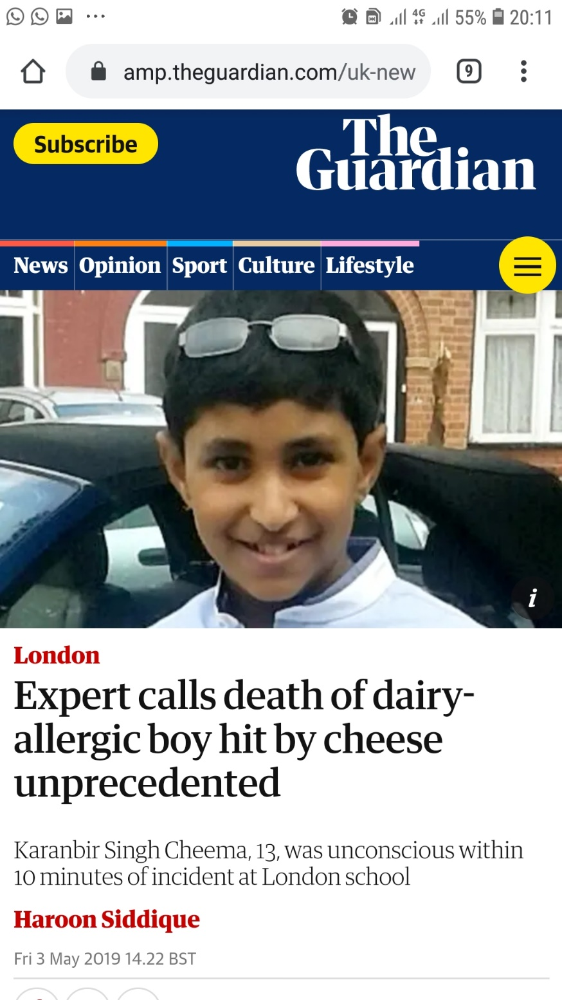 ... 4G 55% 20:11
amp.theguardian.com/uk-new 9
Subscribe
The
Guardian
News Opinion Sport Culture Lifestyle
i
London
Expert calls death of dairy-
allergic boy hit by cheese
unprecedented
Karanbir Singh Cheema, 13, was unconscious within
10 minutes of incident at London school
Haroon Siddique
Fri 3 May 2019 14.22 BST